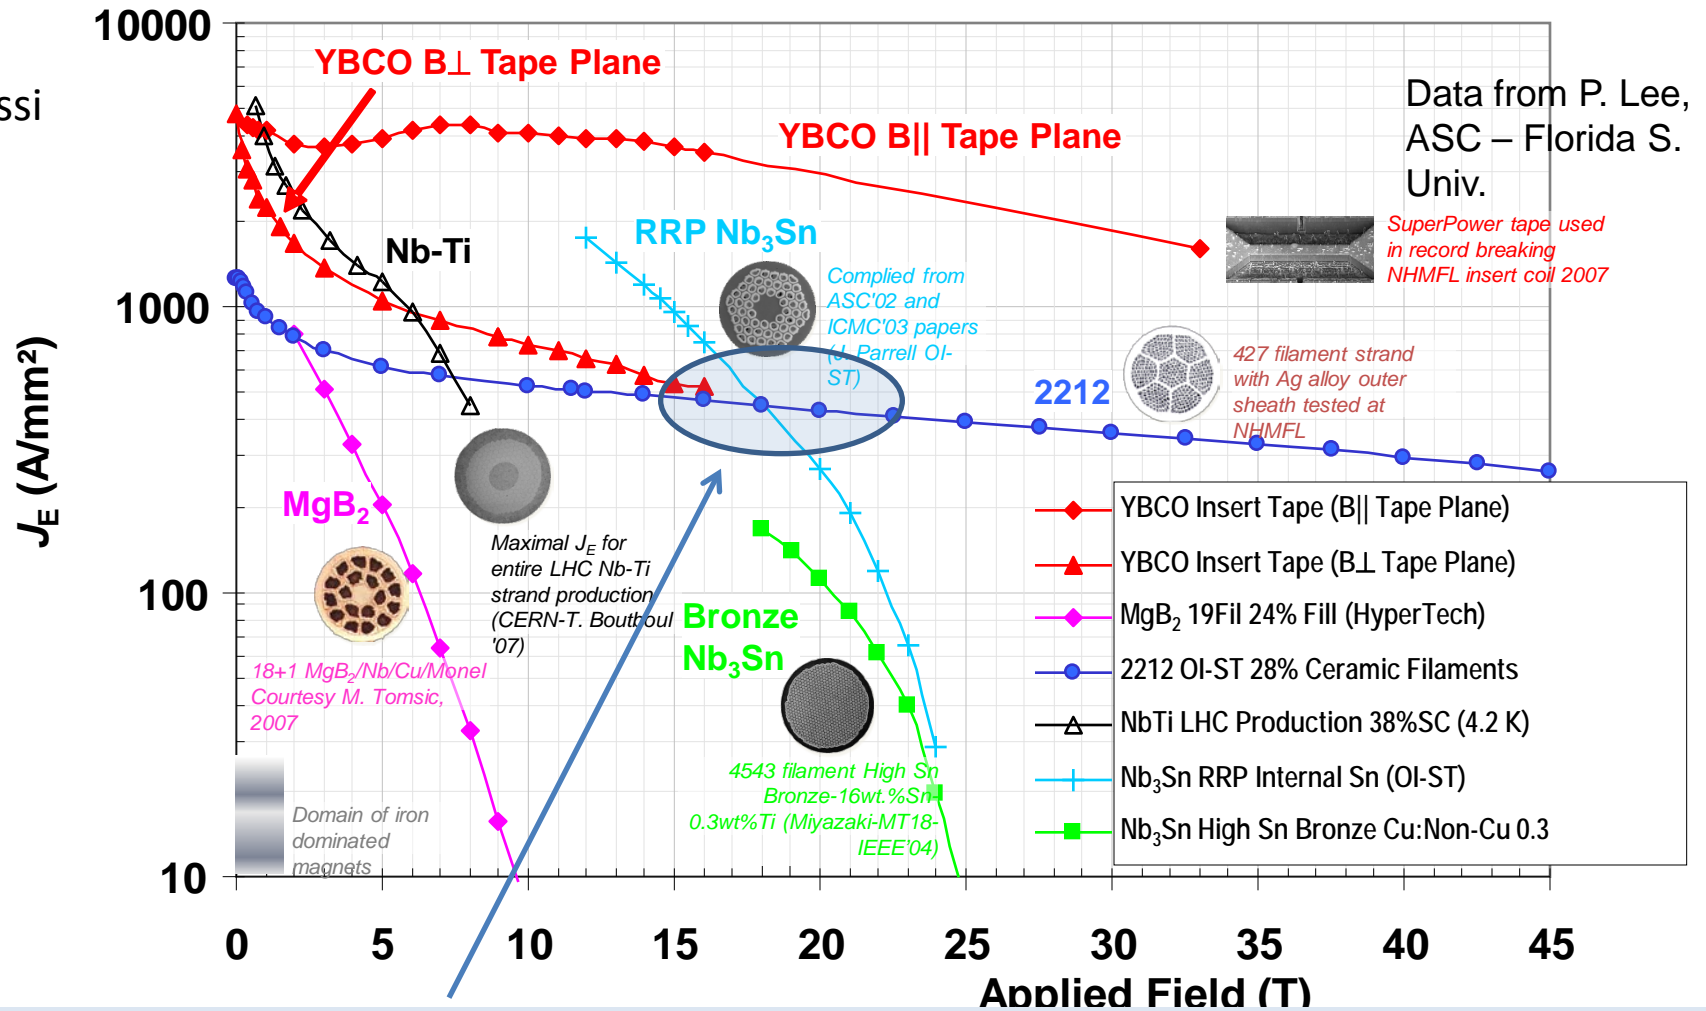 ssi
10000
1000
100
10
J_E (A/mm²)
0 5 10 15 20 25 30 35 40 45
Applied Field (T)
YBCO B⊥ Tape Plane
YBCO B|| Tape Plane
Data from P. Lee,
ASC – Florida S.
Univ.
SuperPower tape used
in record breaking
NHMFL insert coil 2007
RRP Nb₃Sn
Nb-Ti
Complied from
ASC'02 and
ICMC'03 papers
(J. Parrell OI-
ST)
2212
427 filament strand
with Ag alloy outer
sheath tested at
NHMFL
MgB₂
Maximal J_E for
entire LHC Nb-Ti
strand production
(CERN-T. Boutboul
'07)
Bronze
Nb₃Sn
18+1 MgB₂/Nb/Cu/Monel
Courtesy M. Tomsic,
2007
4543 filament High Sn
Bronze-16wt.%Sn-
0.3wt%Ti (Miyazaki-MT18-
IEEE'04)
Domain of iron
dominated
magnets
YBCO Insert Tape (B|| Tape Plane)
YBCO Insert Tape (B⊥ Tape Plane)
MgB₂ 19Fil 24% Fill (HyperTech)
2212 OI-ST 28% Ceramic Filaments
NbTi LHC Production 38%SC (4.2 K)
Nb₃Sn RRP Internal Sn (OI-ST)
Nb₃Sn High Sn Bronze Cu:Non-Cu 0.3